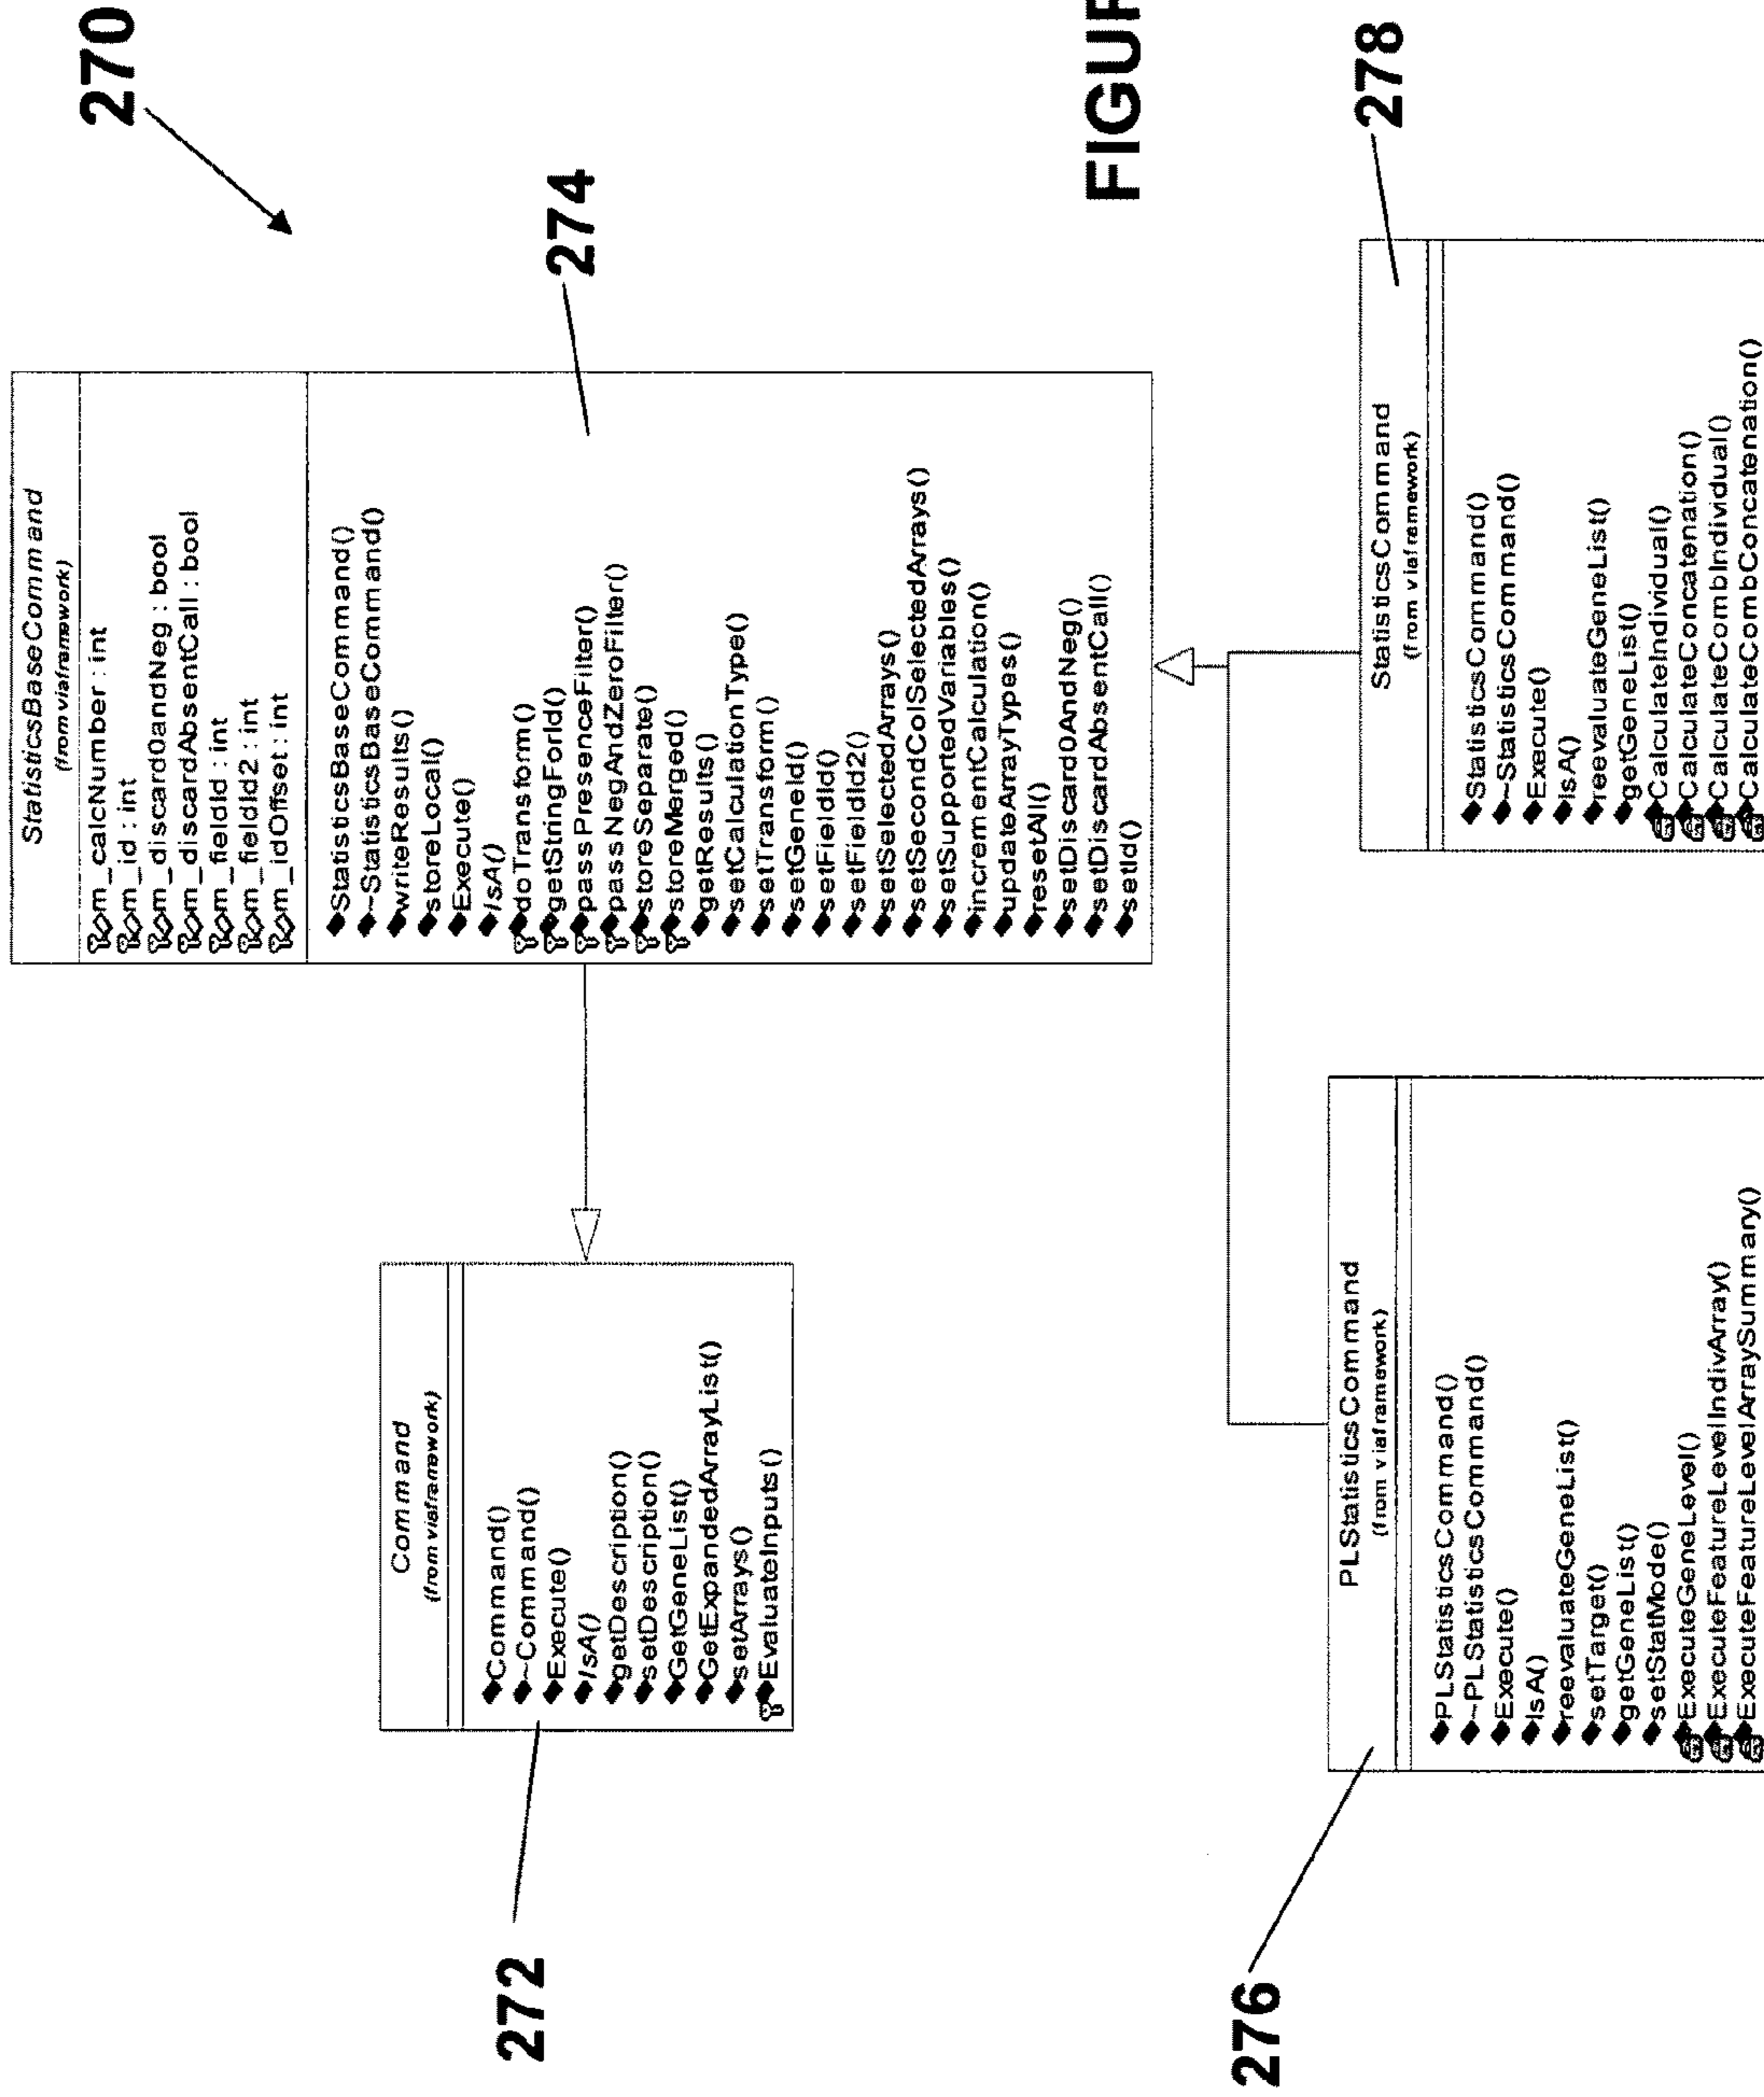 270
StatisticsBaseCommand
(from viaframework)
m_calcNumber : int
m_id : int
m_discard0andNeg : bool
m_discardAbsentCall : bool
m_fieldId : int
m_fieldId2 : int
m_idOffset : int
StatisticsBaseCommand()
~StatisticsBaseCommand()
writeResults()
storeLocal()
Execute()
IsA()
doTransform()
getStringForId()
passPresenceFilter()
passNegAndZeroFilter()
storeSeparate()
storeMerged()
getResults()
setCalculationType()
setTransform()
setGeneId()
setFieldId()
setFieldId2()
setSelectedArrays()
setSecondColSelectedArrays()
setSupportedVariables()
incrementCalculation()
updateArrayTypes()
resetAll()
setDiscard0AndNeg()
setDiscardAbsentCall()
setId()
274
Command
(from viaframework)
Command()
~Command()
Execute()
IsA()
getDescription()
setDescription()
GetGeneList()
GetExpandedArrayList()
setArrays()
EvaluateInputs()
272
FIGUR
PLStatisticsCommand
(from viaframework)
PLStatisticsCommand()
~PLStatisticsCommand()
Execute()
IsA()
reevaluateGeneList()
setTarget()
getGeneList()
setStatMode()
ExecuteGeneLevel()
ExecuteFeatureLevelIndivArray()
ExecuteFeatureLevelArraySummary()
276
StatisticsCommand
(from viaframework)
StatisticsCommand()
~StatisticsCommand()
Execute()
IsA()
reevaluateGeneList()
getGeneList()
CalculateIndividual()
CalculateConcatenation()
CalculateCombIndividual()
CalculateCombConcatenation()
278